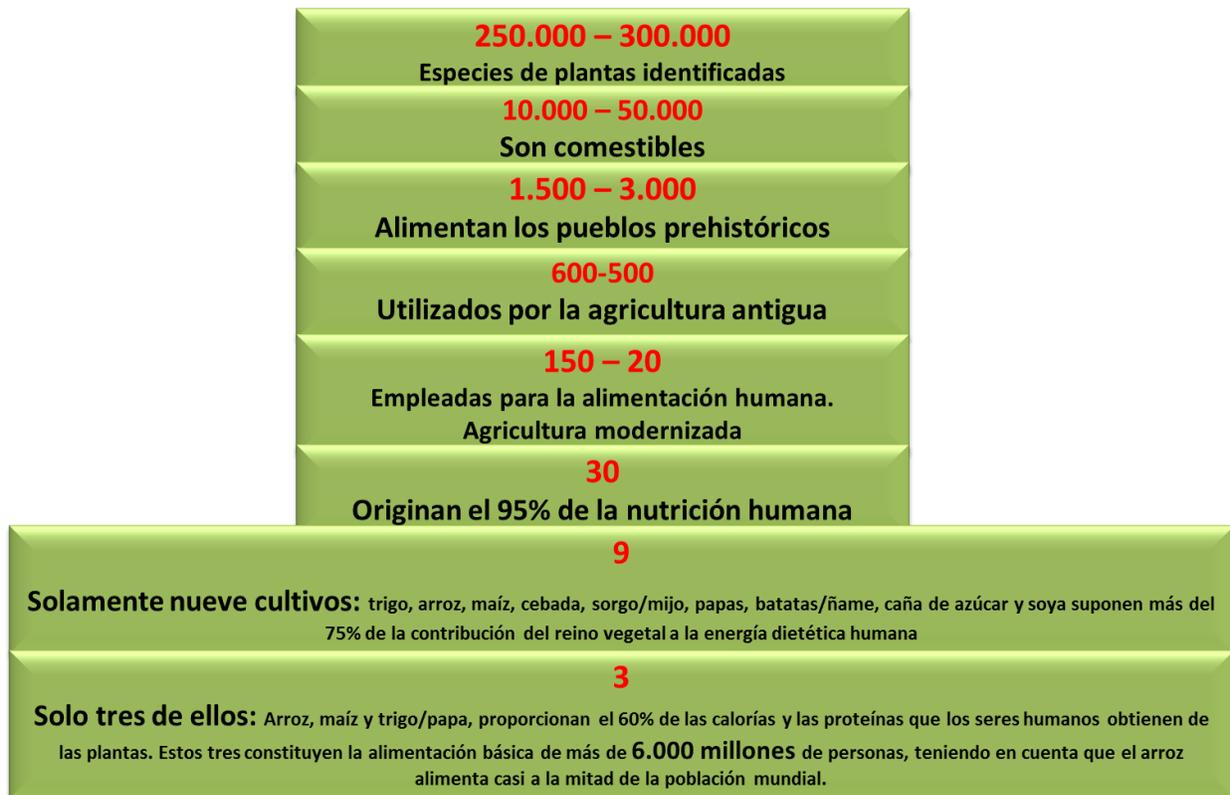 250.000 – 300.000
Especies de plantas identificadas
10.000 – 50.000
Son comestibles
1.500 – 3.000
Alimentan los pueblos prehistóricos
600-500
Utilizados por la agricultura antigua
150 – 20
Empleadas para la alimentación humana.
Agricultura modernizada
30
Originan el 95% de la nutrición humana
9
Solamente nueve cultivos: trigo, arroz, maíz, cebada, sorgo/mijo, papas, batatas/ñame, caña de azúcar y soya suponen más del
75% de la contribución del reino vegetal a la energía dietética humana
3
Solo tres de ellos: Arroz, maíz y trigo/papa, proporcionan el 60% de las calorías y las proteínas que los seres humanos obtienen de
las plantas. Estos tres constituyen la alimentación básica de más de 6.000 millones de personas, teniendo en cuenta que el arroz
alimenta casi a la mitad de la población mundial.